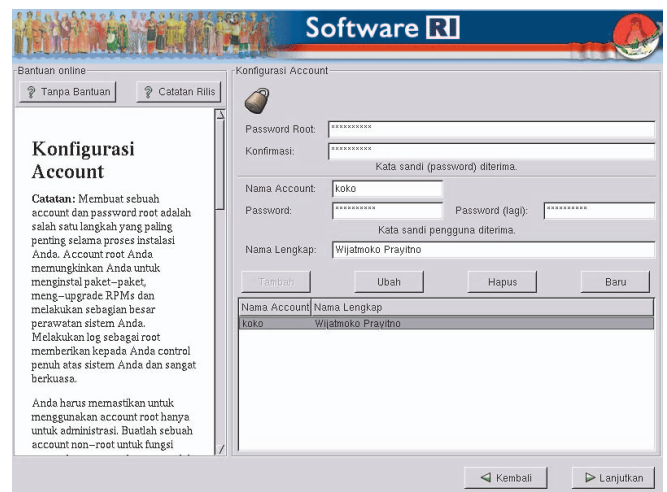 Software RI
Bantuan online
Tanpa Bantuan
Catatan Rilis
Konfigurasi
Account
Catatan: Membuat sebuah
account dan password root adalah
salah satu langkah yang paling
penting selama proses instalasi
Anda. Account root Anda
memungkinkan Anda untuk
menginstal paket-paket,
meng-upgrade RPMs dan
melakukan sebagian besar
perawatan sistem Anda.
Melakukan log sebagai root
memberikan kepada Anda control
penuh atas sistem Anda dan sangat
berkuasa.
Anda harus memastikan untuk
menggunakan account root hanya
untuk administrasi. Buatlah sebuah
account non-root untuk fungsi
Konfigurasi Account
Password Root: **********
Konfirmasi: **********
Kata sandi (password) diterima.
Nama Account: koko
Password: ********** Password (lagi): **********
Kata sandi pengguna diterima.
Nama Lengkap: Wijatmoko Prayitno
Tambah Ubah Hapus Baru
Nama Account Nama Lengkap
koko Wijatmoko Prayitno
Kembali Lanjutkan